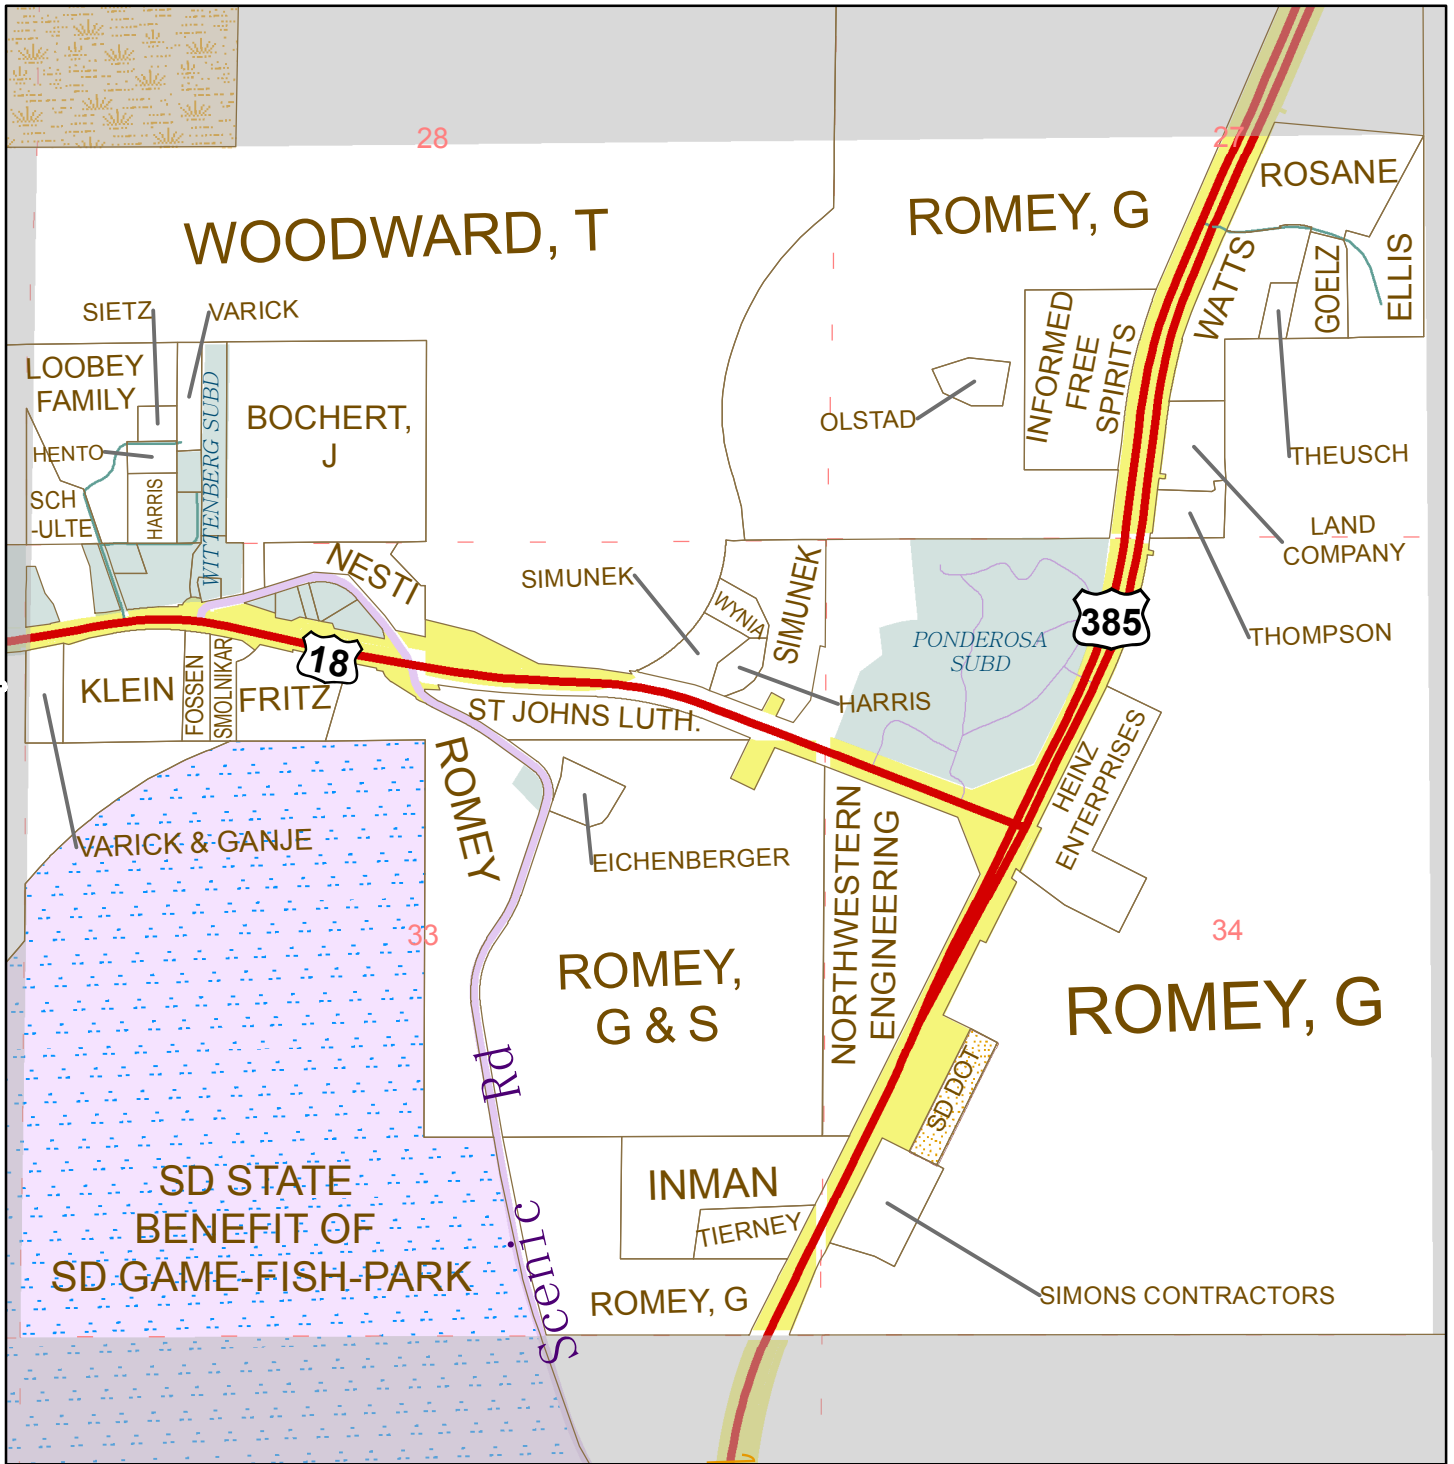 28
27
ROSANE
WOODWARD, T
ROMEY, G
WATTS
GOELZ
ELLIS
SIETZ
VARICK
LOOBEY
FAMILY
BOCHERT,
J
WITTENBERG SUBD
HENTO
SCH
-ULTE
HARRIS
INFORMED
FREE
SPIRITS
OLSTAD
THEUSCH
LAND
COMPANY
THOMPSON
NESTI
SIMUNEK
WYNIA
SIMUNEK
HARRIS
PONDEROSA
SUBD
385
18
KLEIN
FOSSEN
SMOLNIKAR
FRITZ
ST JOHNS LUTH.
ROMEY
VARICK & GANJE
EICHENBERGER
HEINZ
ENTERPRISES
NORTHWESTERN
ENGINEERING
33
34
ROMEY,
G & S
ROMEY, G
SD DOT
Scenic Rd
SD STATE
BENEFIT OF
SD GAME-FISH-PARK
INMAN
TIERNEY
ROMEY, G
SIMONS CONTRACTORS